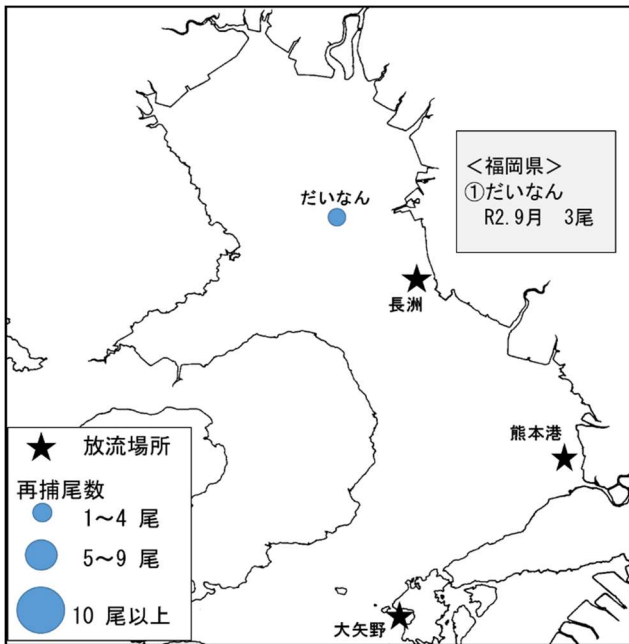 だいなん
＜福岡県＞
①だいなん
R2.9月　3尾
長洲
熊本港
大矢野
放流場所
再捕尾数
1～4 尾
5～9 尾
10 尾以上